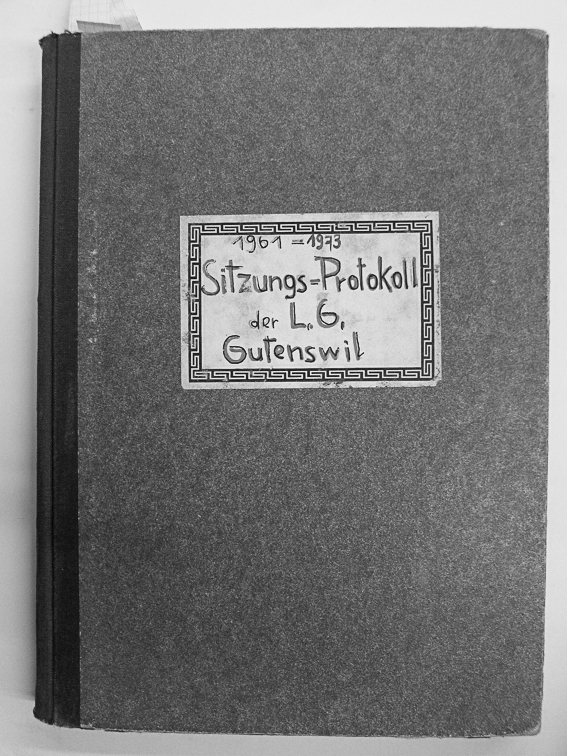 1961 = 1973
Sitzungs=Protokoll
der L. G.
Gutenswil